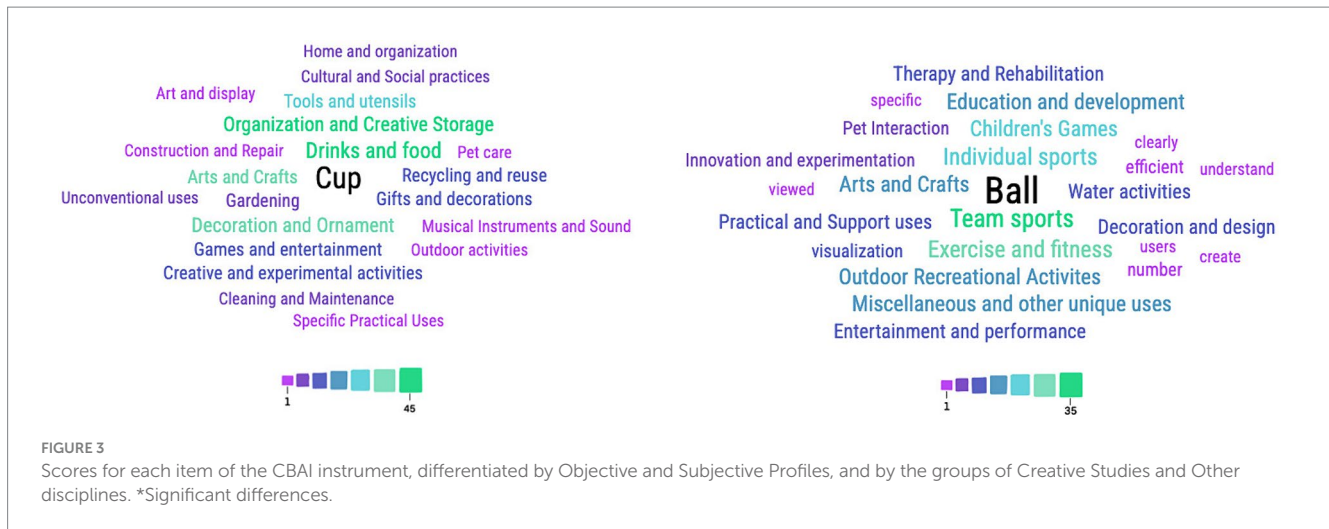 Home and organization
Cultural and Social practices
Art and display
Tools and utensils
Organization and Creative Storage
Construction and Repair
Drinks and food
Pet care
Arts and Crafts
Cup
Recycling and reuse
Unconventional uses
Gardening
Gifts and decorations
Decoration and Ornament
Musical Instruments and Sound
Games and entertainment
Outdoor activities
Creative and experimental activities
Cleaning and Maintenance
Specific Practical Uses
1
45
Therapy and Rehabilitation
specific
Education and development
Pet Interaction
Children's Games
clearly
Innovation and experimentation
Individual sports
efficient
understand
viewed
Arts and Crafts
Ball
Water activities
Practical and Support uses
Team sports
Decoration and design
visualization
Exercise and fitness
users
create
number
Outdoor Recreational Activites
Miscellaneous and other unique uses
Entertainment and performance
1
35
FIGURE 3
Scores for each item of the CBAI instrument, differentiated by Objective and Subjective Profiles, and by the groups of Creative Studies and Other
disciplines. *Significant differences.